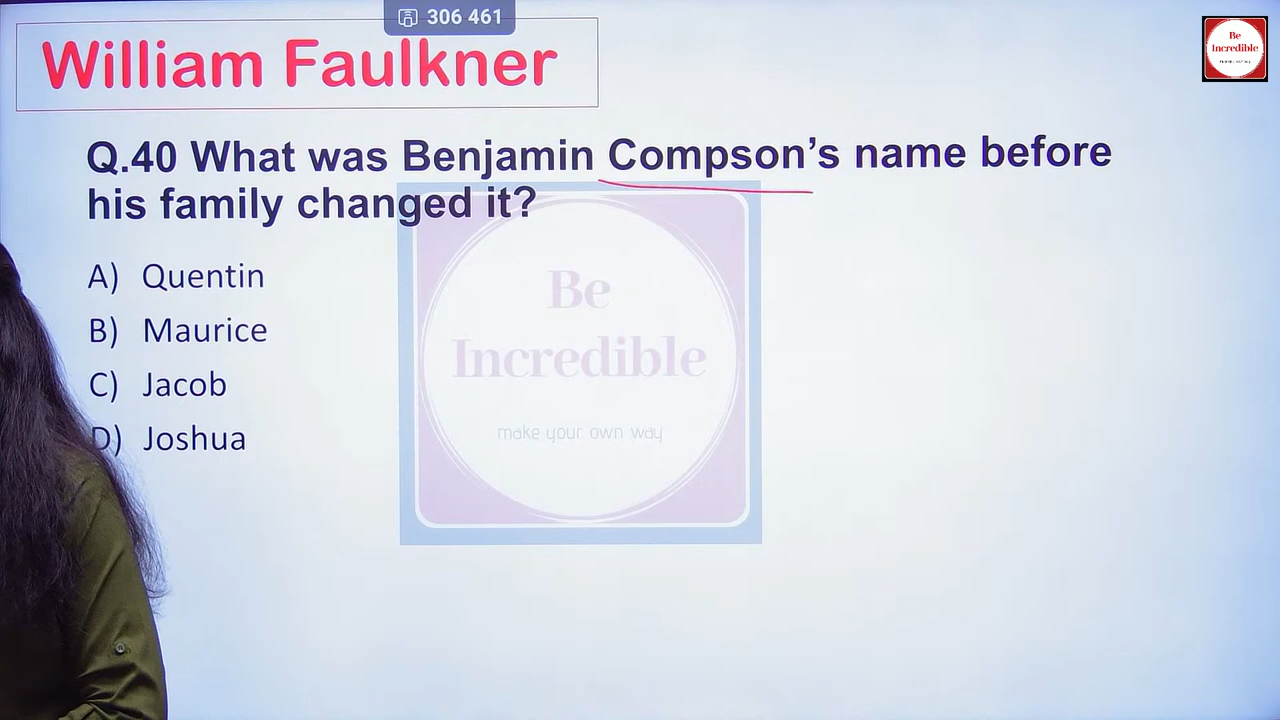 306 461
William Faulkner
Be
Incredible
Q.40 What was Benjamin Compson’s name before
his family changed it?
A) Quentin
B) Maurice
C) Jacob
D) Joshua
Be
Incredible
make your own way